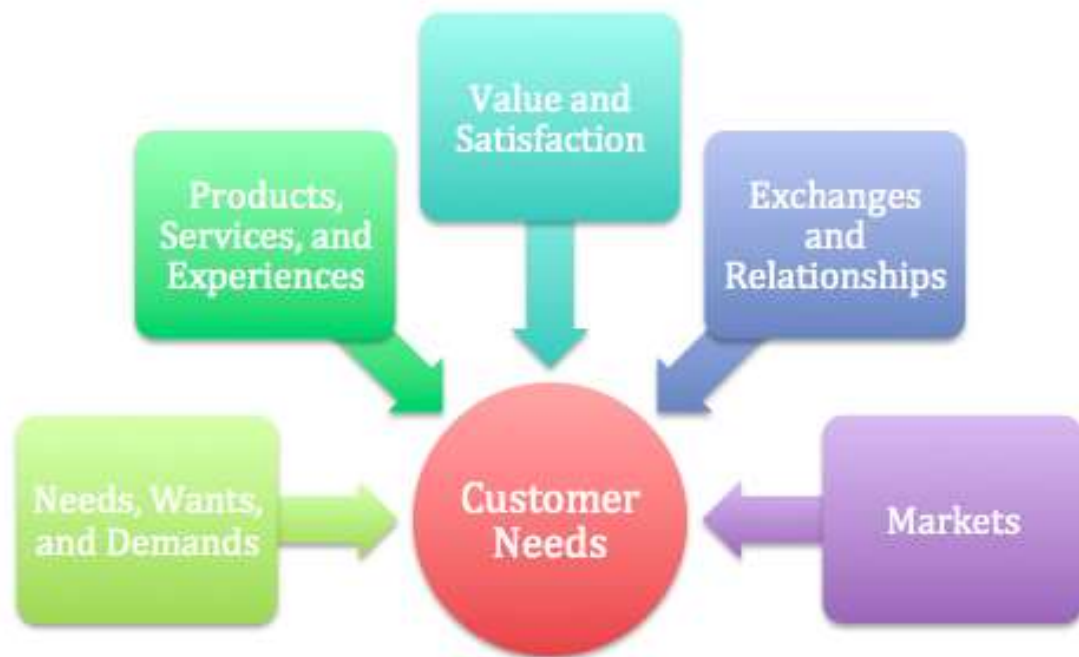 Value and
Satisfaction
Products,
Services, and
Experiences
Exchanges
and
Relationships
Needs, Wants,
and Demands
Customer
Needs
Markets